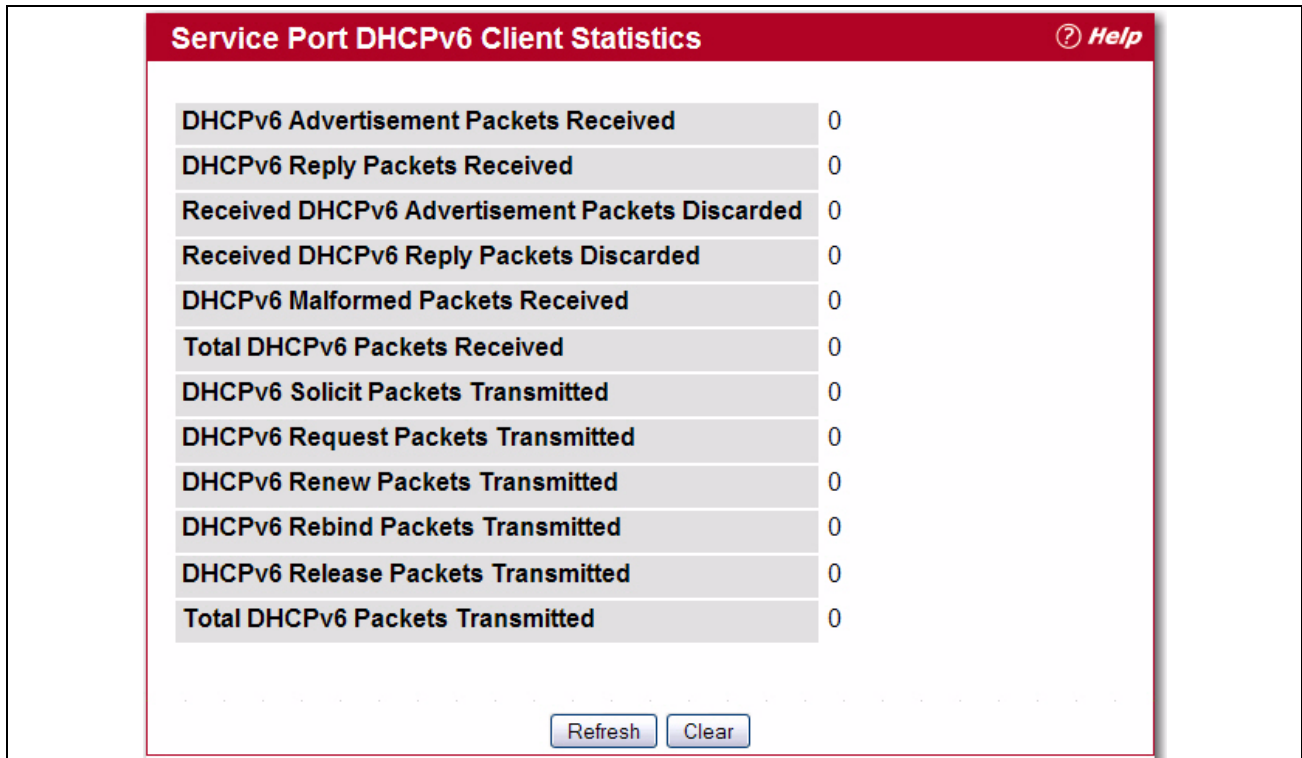 Service Port DHCPv6 Client Statistics ? Help
DHCPv6 Advertisement Packets Received 0
DHCPv6 Reply Packets Received 0
Received DHCPv6 Advertisement Packets Discarded 0
Received DHCPv6 Reply Packets Discarded 0
DHCPv6 Malformed Packets Received 0
Total DHCPv6 Packets Received 0
DHCPv6 Solicit Packets Transmitted 0
DHCPv6 Request Packets Transmitted 0
DHCPv6 Renew Packets Transmitted 0
DHCPv6 Rebind Packets Transmitted 0
DHCPv6 Release Packets Transmitted 0
Total DHCPv6 Packets Transmitted 0
Refresh Clear